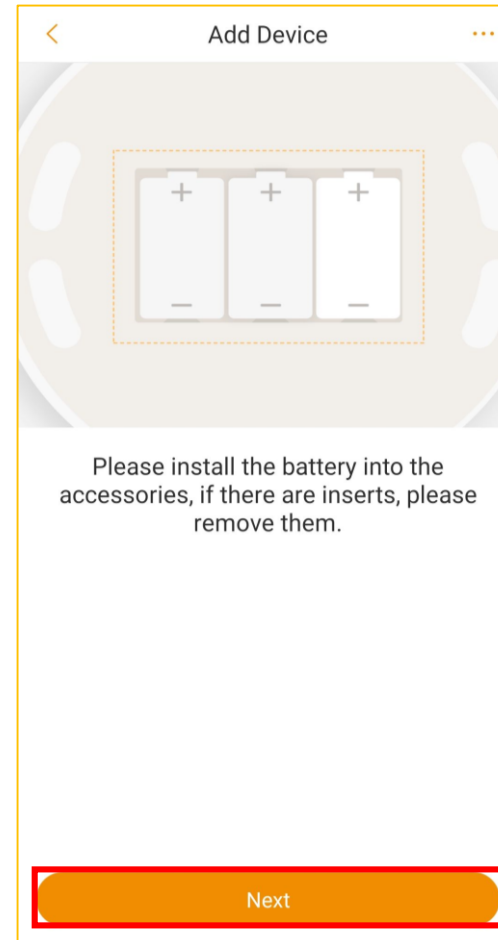 Add Device
+ + +
− − −
Please install the battery into the
accessories, if there are inserts, please
remove them.
Next